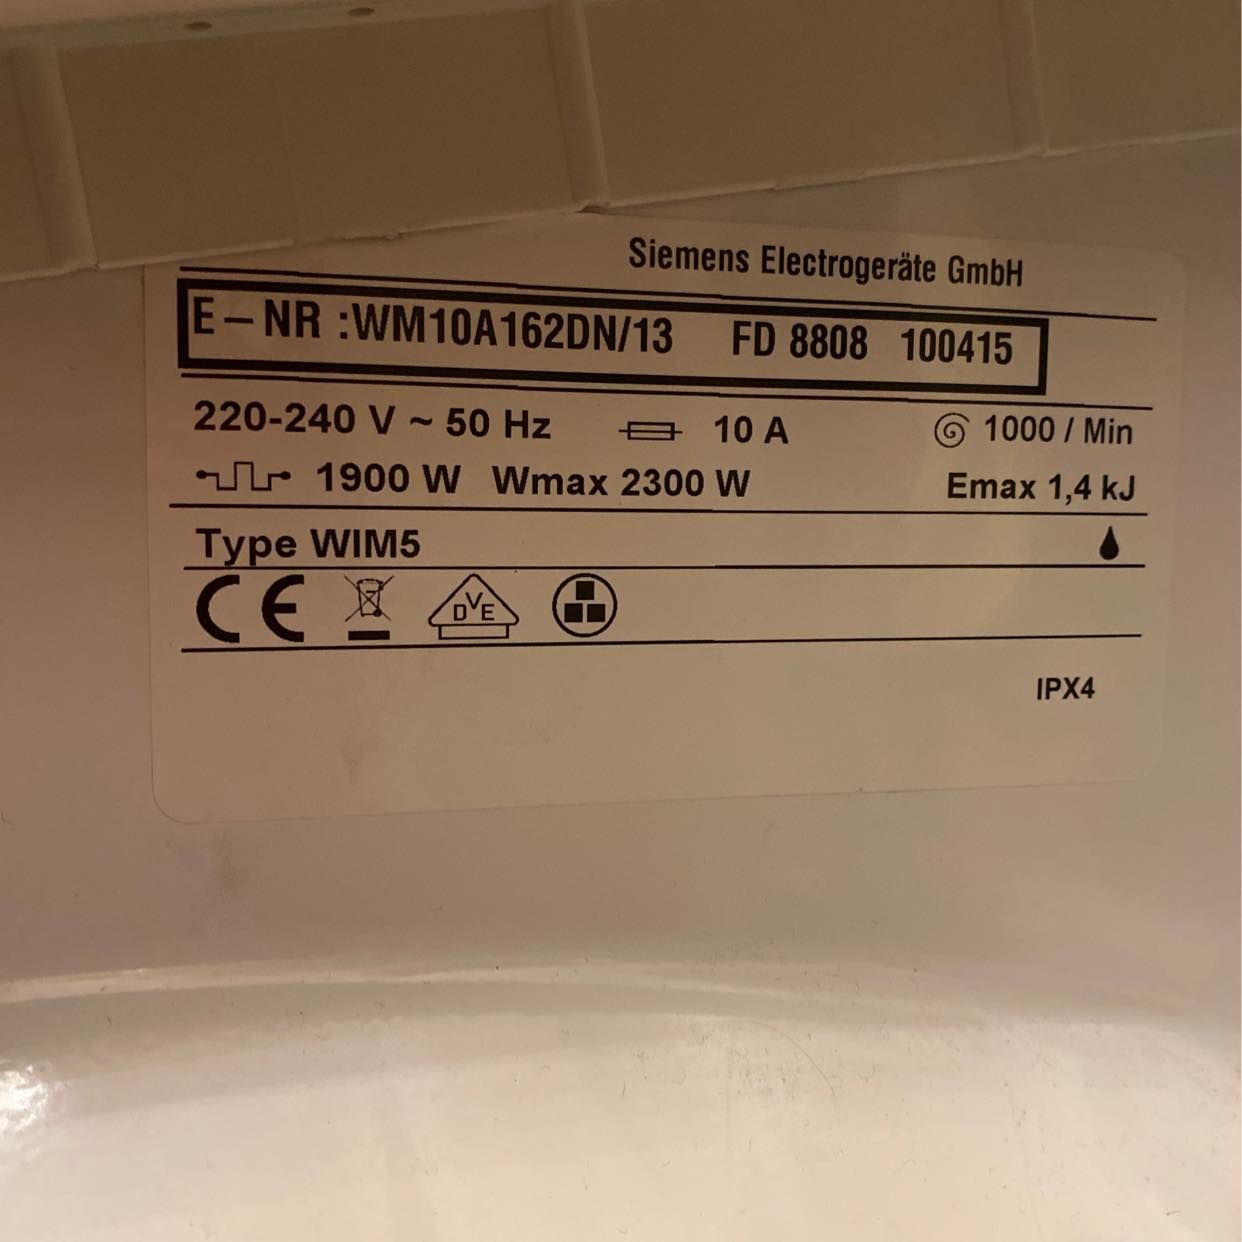 Siemens Electrogeräte GmbH
E-NR :WM10A162DN/13 FD 8808 100415
220-240 V ~ 50 Hz 10 A 1000 / Min
1900 W Wmax 2300 W Emax 1,4 kJ
Type WIM5
CE DVE
IPX4